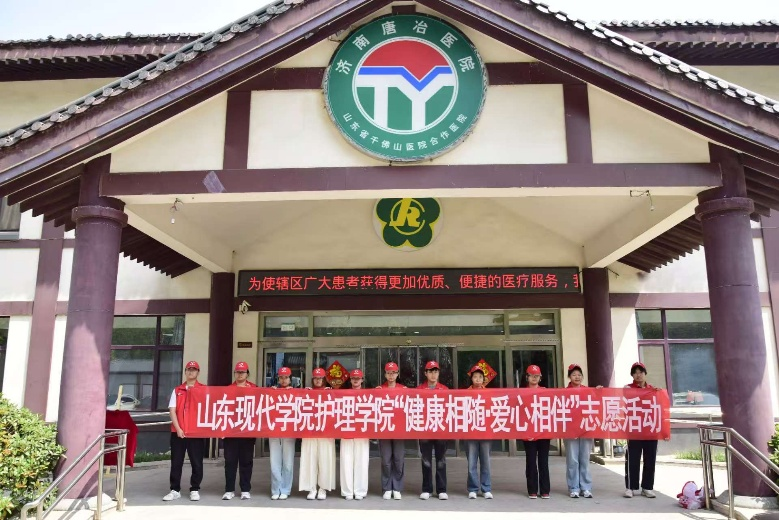 济南唐冶医院
TY
山东省千佛山医院合作医院
为使辖区广大患者获得更加优质、便捷的医疗服务，我
山东现代学院护理学院“健康相随·爱心相伴”志愿活动